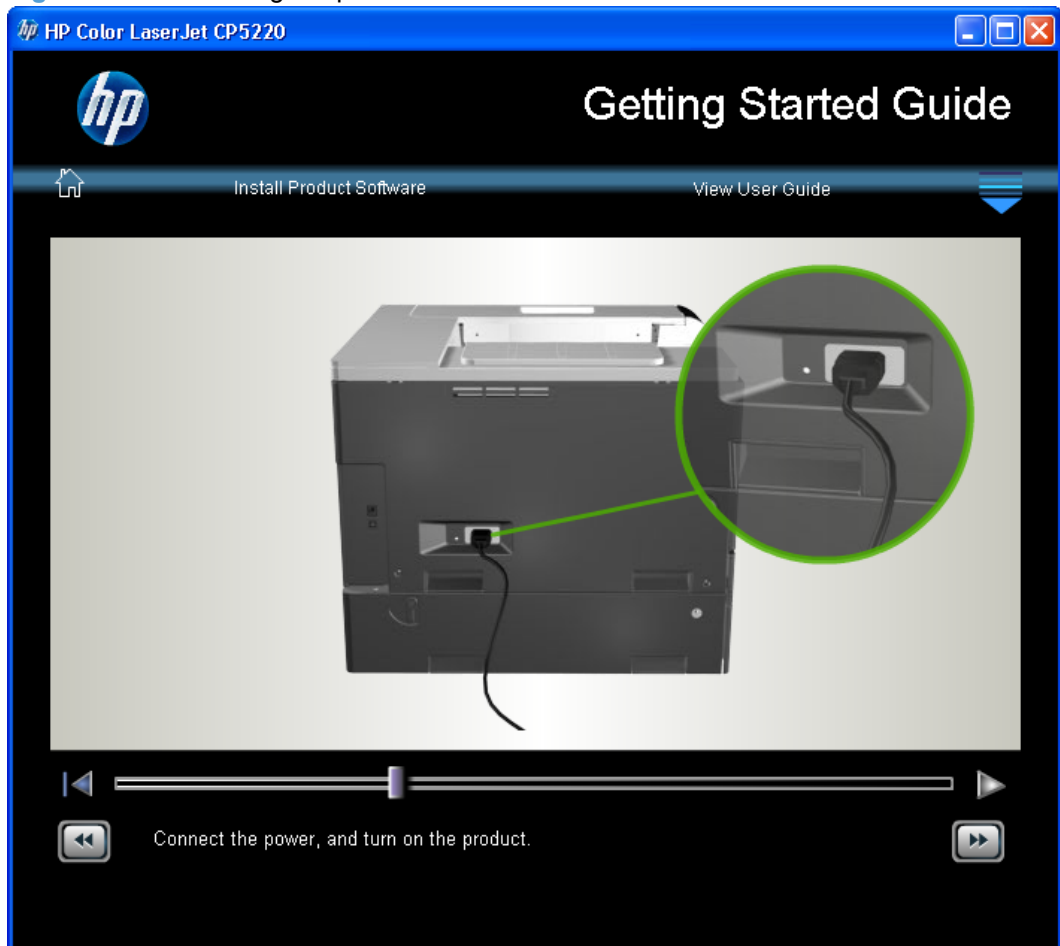 HP Color LaserJet CP5220
hp
Getting Started Guide
Install Product Software
View User Guide
Connect the power, and turn on the product.